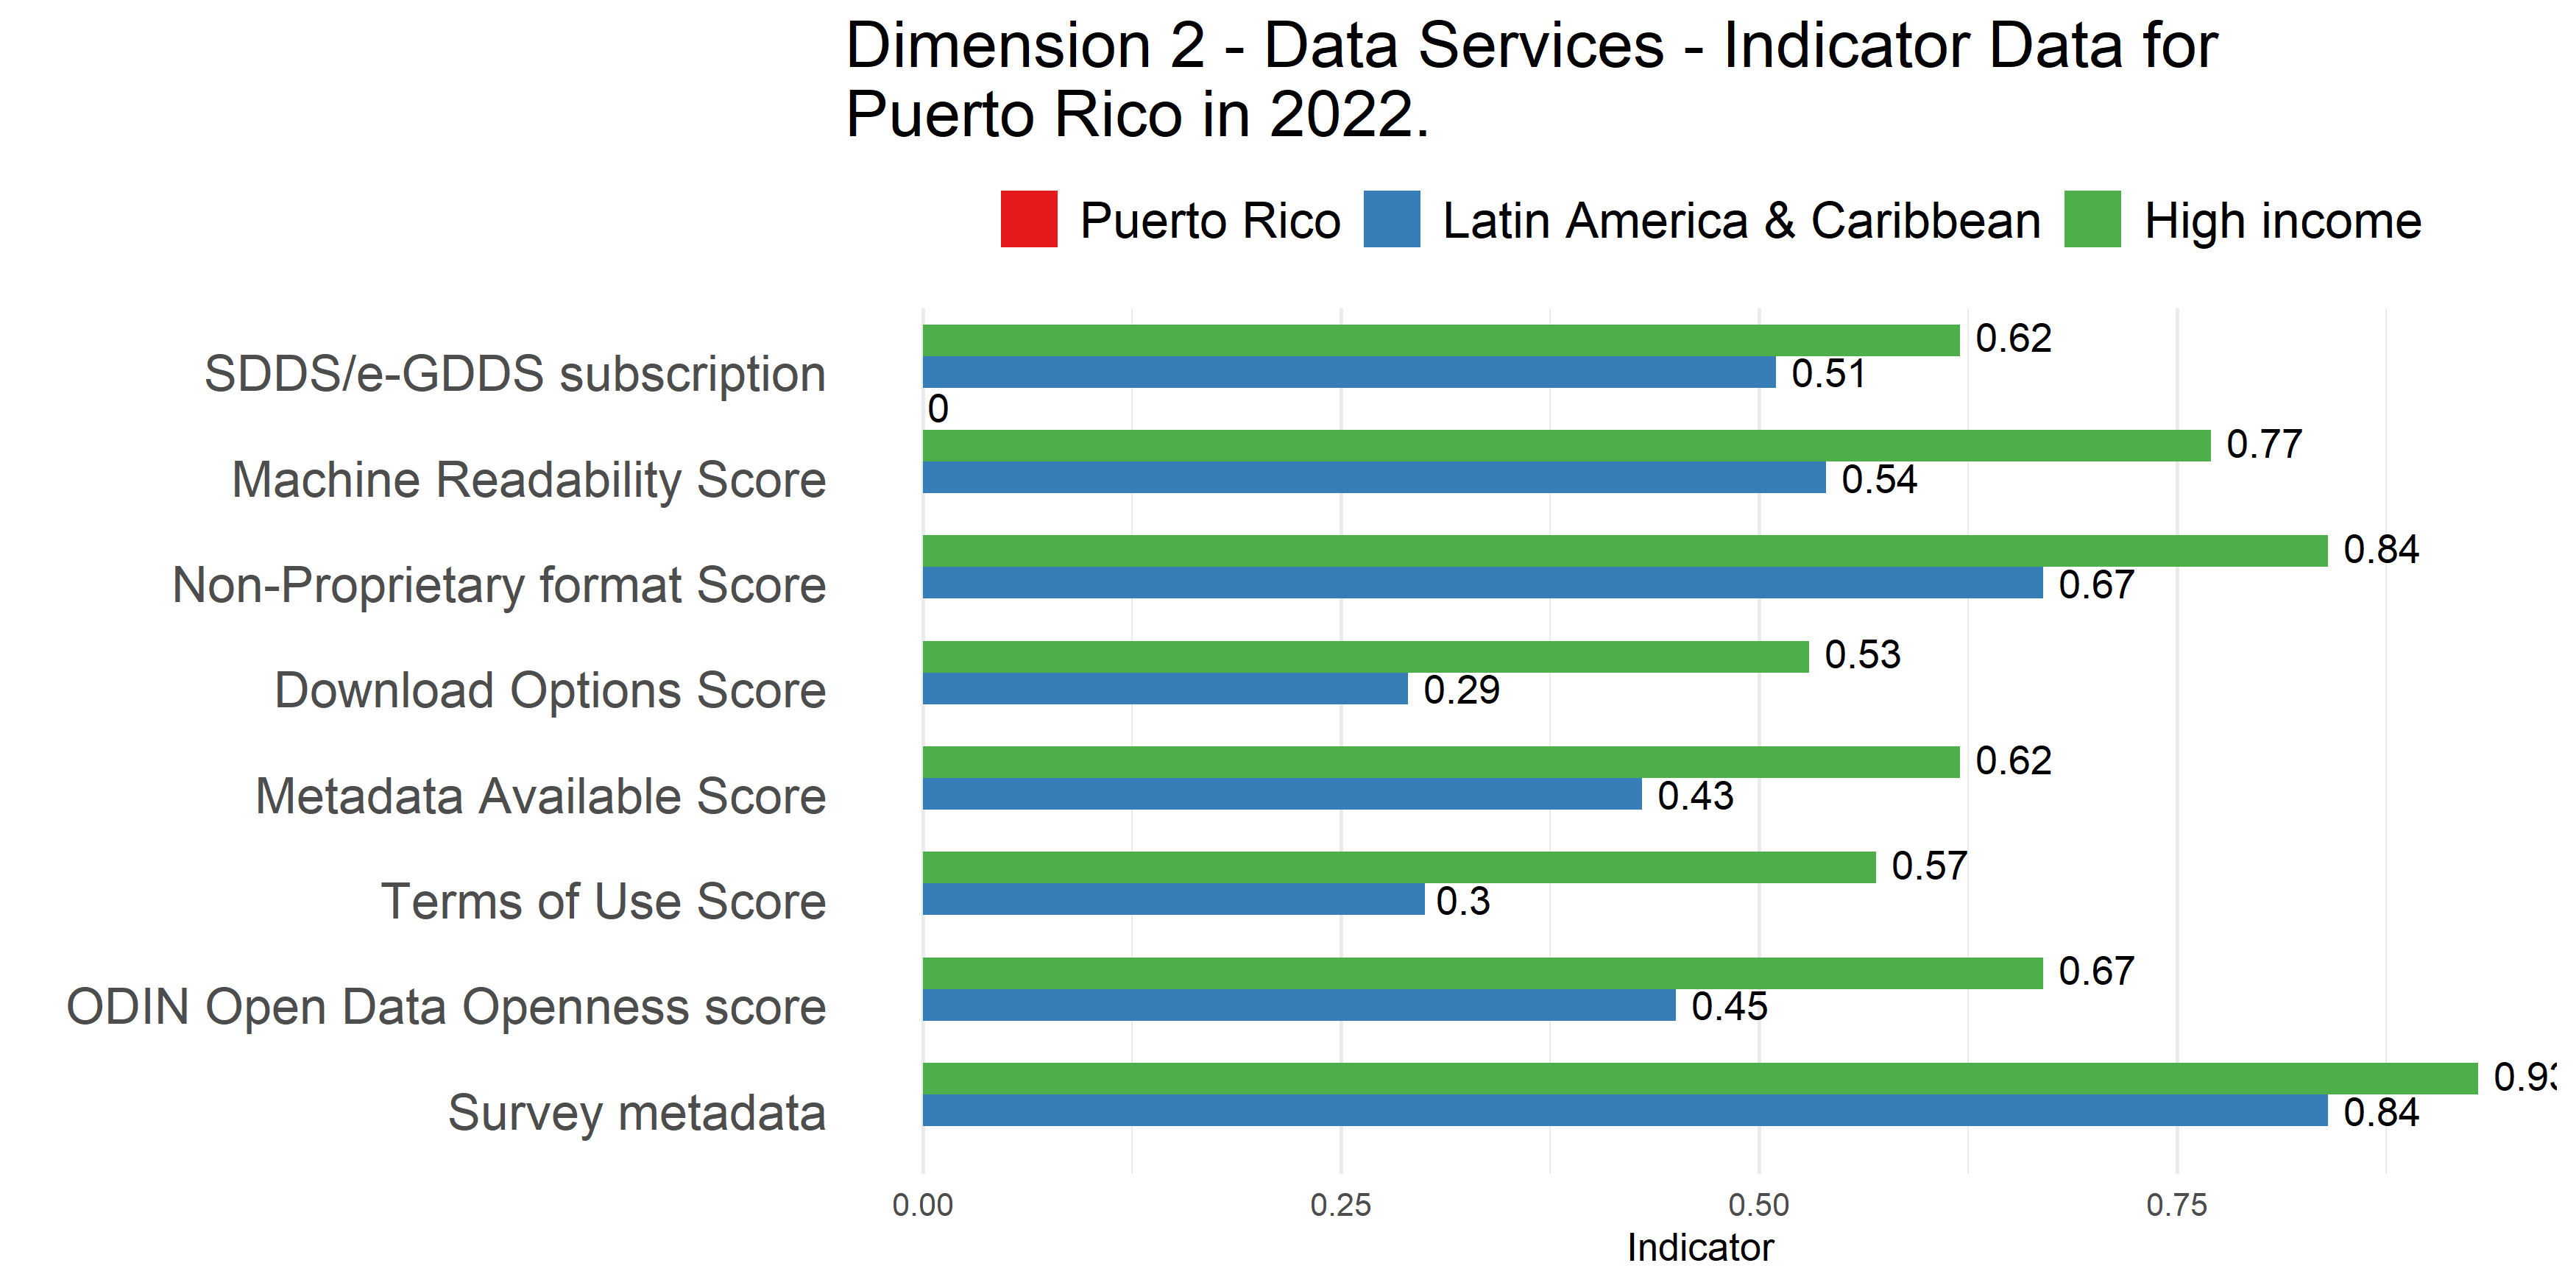 Dimension 2 - Data Services - Indicator Data for
Puerto Rico in 2022.
Puerto Rico Latin America & Caribbean High income
SDDS/e-GDDS subscription 0.62
0.51
0
Machine Readability Score 0.77
0.54
Non-Proprietary format Score 0.84
0.67
Download Options Score 0.53
0.29
Metadata Available Score 0.62
0.43
Terms of Use Score 0.57
0.3
ODIN Open Data Openness score 0.67
0.45
Survey metadata 0.93
0.84
0.00 0.25 0.50 0.75
Indicator